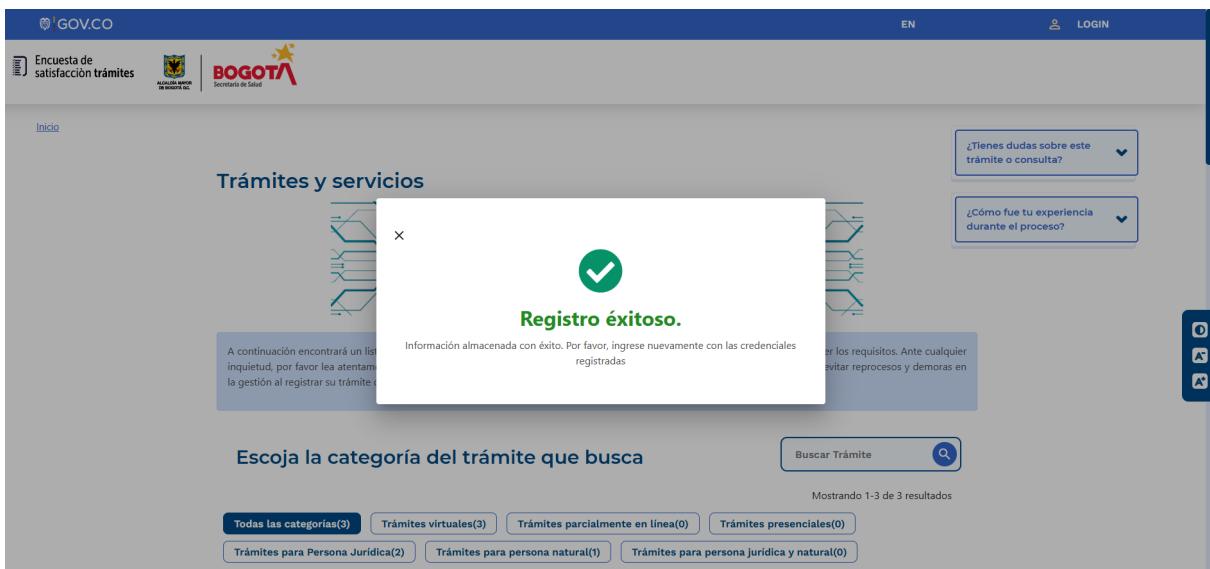 GOV.CO
EN
LOGIN
Encuesta de
satisfacciòn trámites
ALCALDÍA MAYOR
DE BOGOTÁ D.C.
BOGOTÁ
Secretaría de Salud
Inicio
¿Tienes dudas sobre este
trámite o consulta?
¿Cómo fue tu experiencia
durante el proceso?
Trámites y servicios
Registro éxitoso.
Información almacenada con éxito. Por favor, ingrese nuevamente con las credenciales
registradas
A continuación encontrará un
los requisitos. Ante cualquier
inquietud, por favor lea
evitar reprocesos y demoras en
la gestión al registrar su trámite
Escoja la categoría del trámite que busca
Buscar Trámite
Mostrando 1-3 de 3 resultados
Todas las categorías(3)
Trámites virtuales(3)
Trámites parcialmente en línea(0)
Trámites presenciales(0)
Trámites para Persona Jurídica(2)
Trámites para persona natural(1)
Trámites para persona jurídica y natural(0)
A
A-
A+